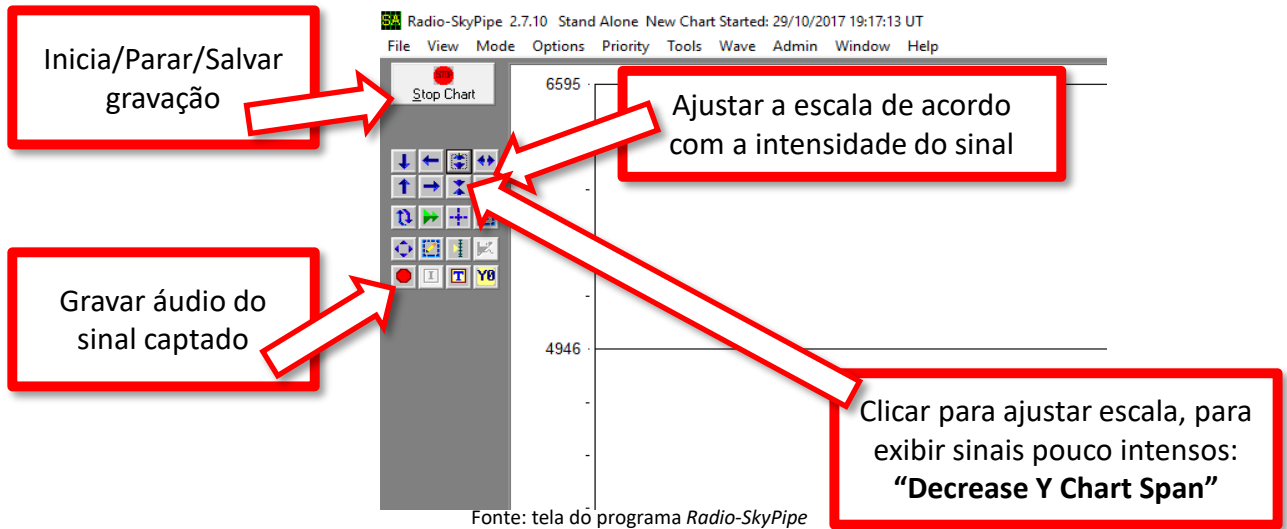 Radio-SkyPipe 2.7.10 Stand Alone New Chart Started: 29/10/2017 19:17:13 UT
File View Mode Options Priority Tools Wave Admin Window Help
Inicia/Parar/Salvar
gravação
STOP
Stop Chart
6595
Ajustar a escala de acordo
com a intensidade do sinal
Gravar áudio do
sinal captado
I T Y0
4946
Clicar para ajustar escala, para
exibir sinais pouco intensos:
“Decrease Y Chart Span”
Fonte: tela do programa Radio-SkyPipe